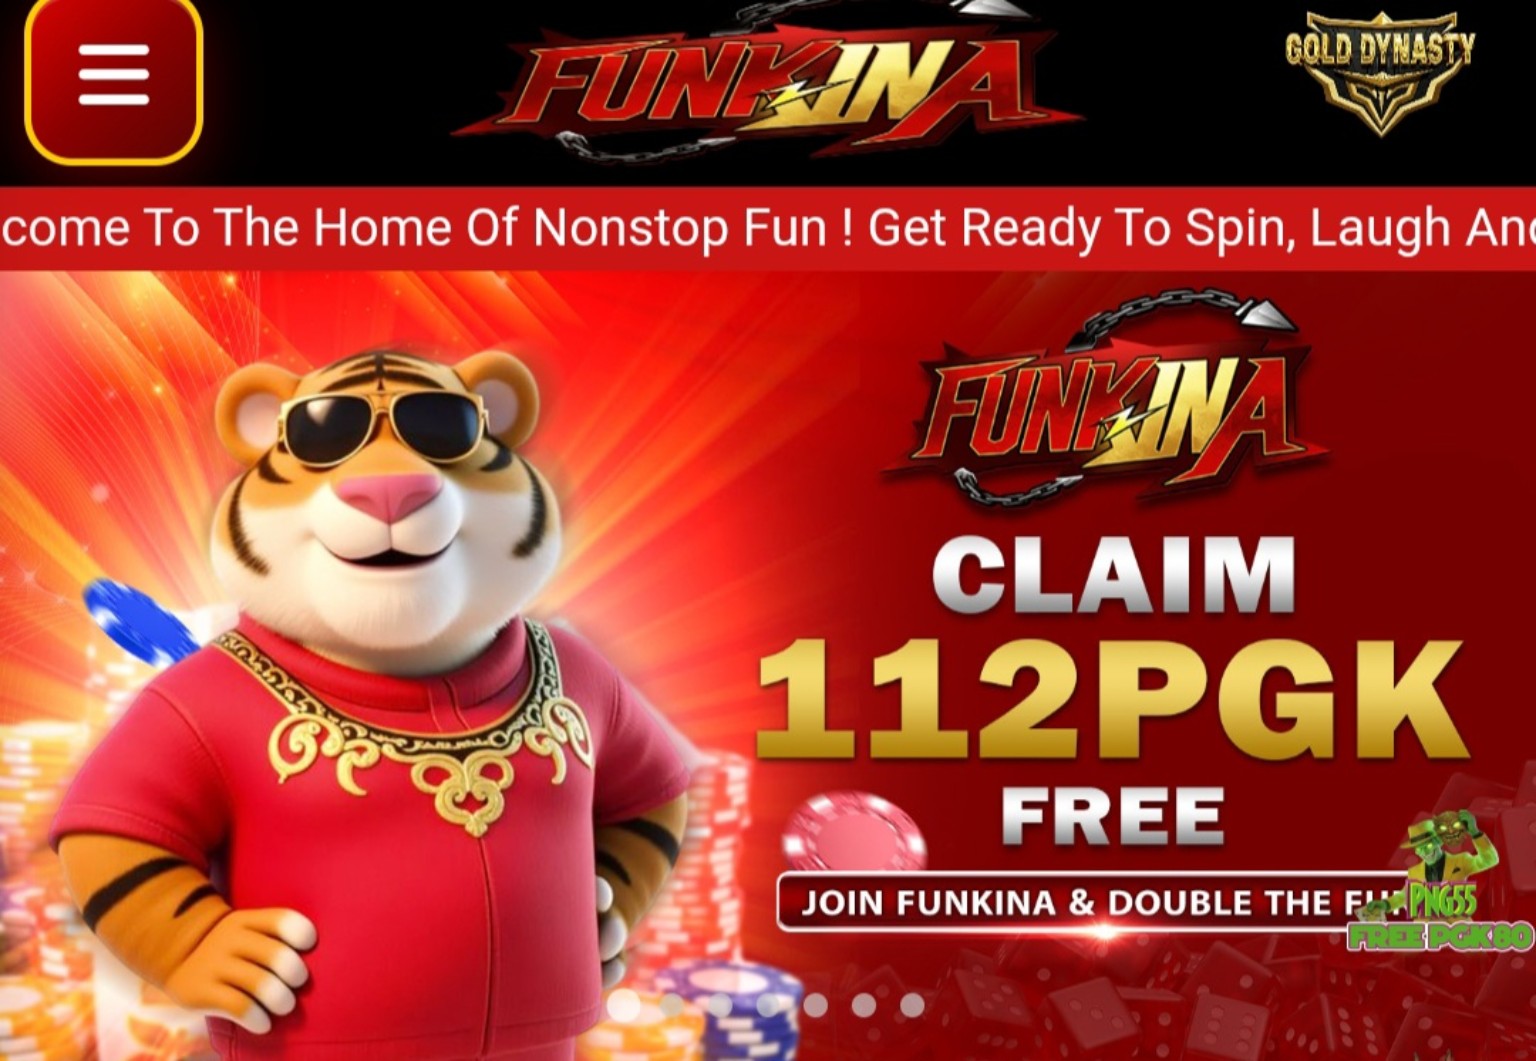 FUNKINA
GOLD DYNASTY
come To The Home Of Nonstop Fun ! Get Ready To Spin, Laugh And
FUNKINA
CLAIM
112PGK
FREE
JOIN FUNKINA & DOUBLE THE
PNG55
FREE PGK80